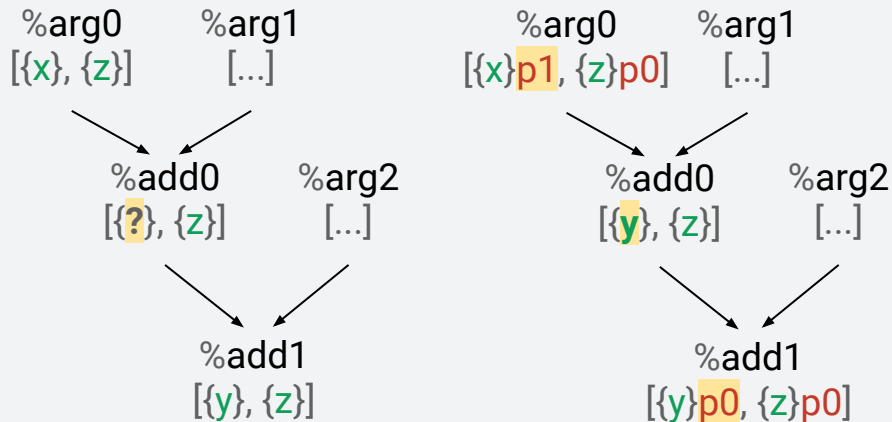 %arg0 %arg1
[{x}, {z}] [...]
%add0 %arg2
[{?}, {z}] [...]
%add1
[{y}, {z}]
%arg0 %arg1
[{x}p1, {z}p0] [...]
%add0 %arg2
[{y}, {z}] [...]
%add1
[{y}p0, {z}p0]